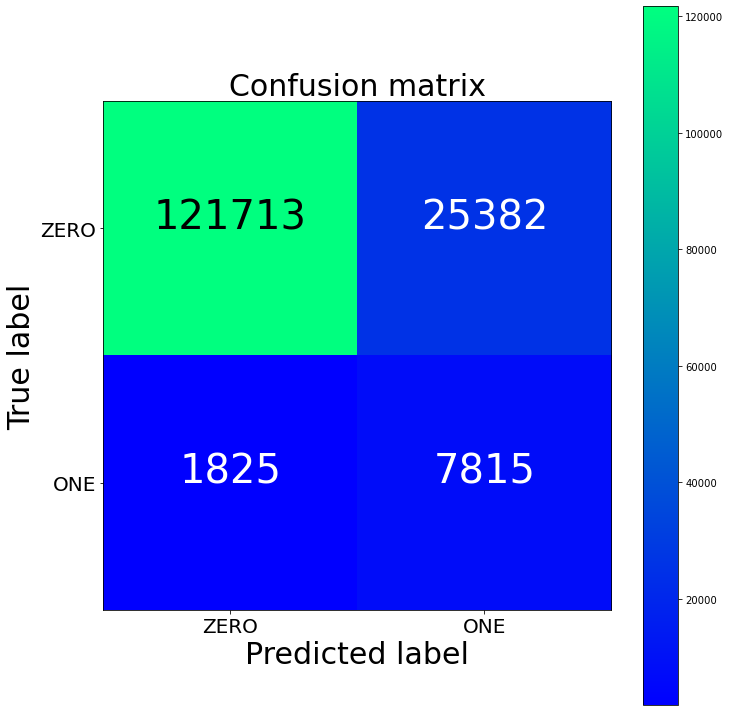 Confusion matrix
True label
ZERO
ONE
121713 25382
1825 7815
ZERO ONE
Predicted label
120000
100000
80000
60000
40000
20000